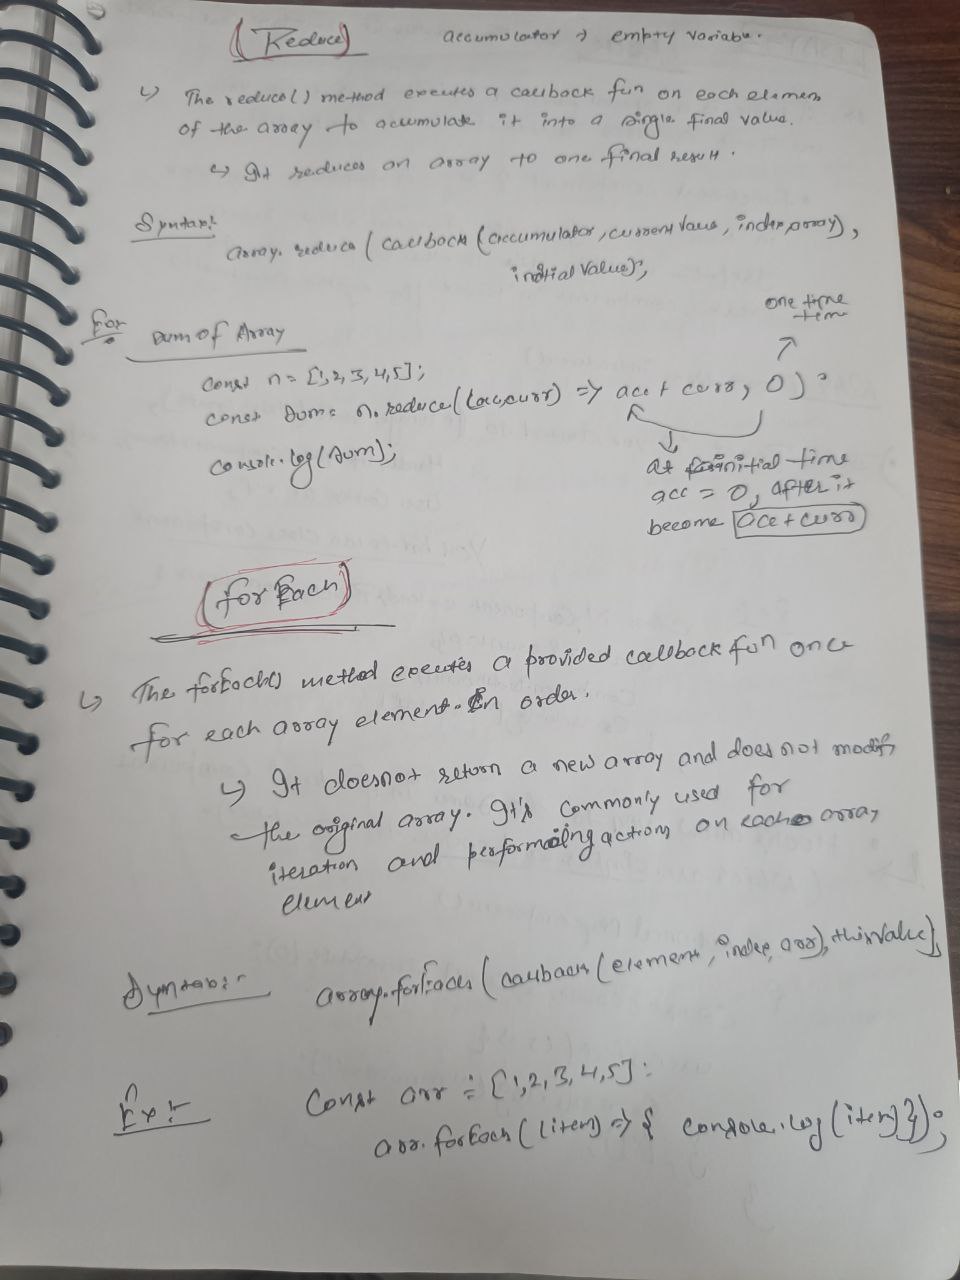 (Reduce) accumulator → empty variable.
↳ The reduce() method executes a callback fun on each elemen
of the array to acumulate it into a single final value.
↳ It reduces an array to one final result.
Syntax:
array.reduce(callback(accumulator, current Value, index, array),
initial Value);
one time
item
For sum of Array
const n = [1,2,3,4,5];
const sum = n.reduce((acc,curr) => acc + curr, 0);
console.log(sum);
at initial time
acc = 0, after it
become acc + curr
(for Each)
↳ The forEach() method executes a provided callback fun once
for each array element. In order.
↳ It doesnot return a new array and does not modify
the original array. It's commonly used for
iteration and performing actions on each array
element
Syntax:-
array.forEach(callback(element, index, arr), thisValue);
Ex:-
Const arr = [1,2,3,4,5]:
arr.forEach((item) => { console.log(item)});